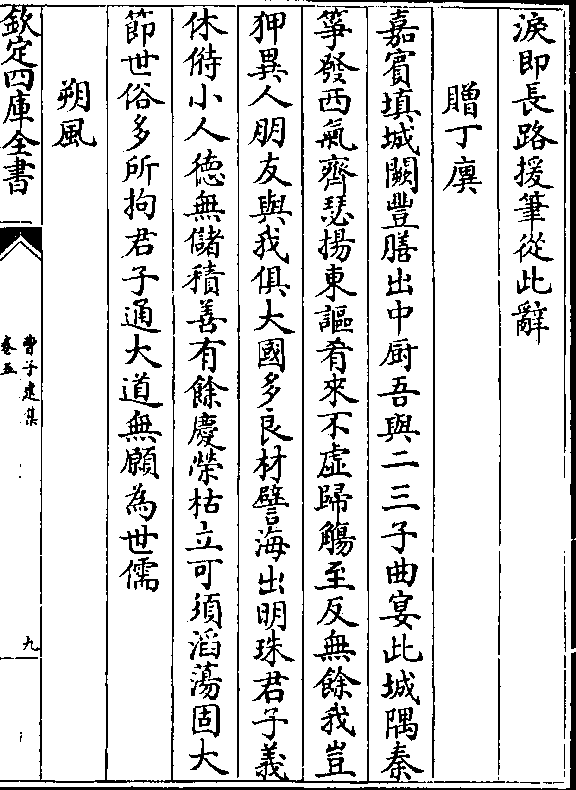 淚即長路援筆從此辭
贈丁廙
嘉賓填城闕豐膳出中厨吾與二三子曲宴此城隅秦
箏發西氣齊瑟揚東謳肴來不虛歸觴至反無餘我豈
狎異人朋友與我俱大國多良材譬海出明珠君子義
休偫小人德無儲積善有餘慶榮枯立可須滔蕩固大
節世俗多所拘君子通大道無願為世儒
朔風
欽定四庫全書
曹子建集
卷五
九